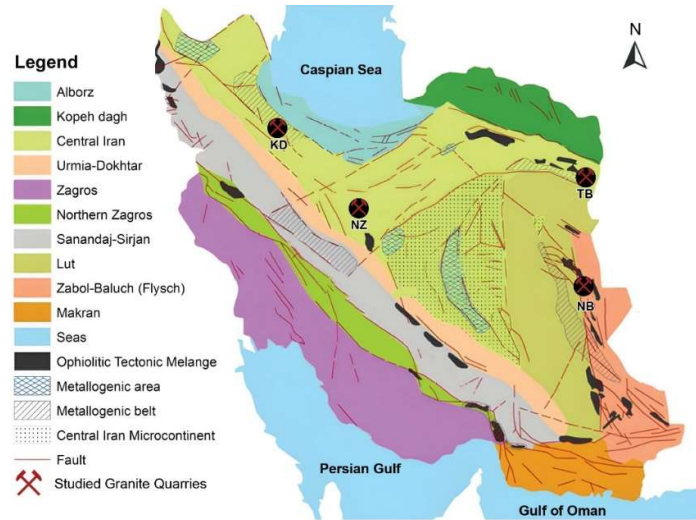 Legend
Alborz
Kopeh dagh
Central Iran
Urmia-Dokhtar
Zagros
Northern Zagros
Sanandaj-Sirjan
Lut
Zabol-Baluch (Flysch)
Makran
Seas
Ophiolitic Tectonic Melange
Metallogenic area
Metallogenic belt
Central Iran Microcontinent
Fault
Studied Granite Quarries
Caspian Sea
N
KD
TB
NZ
NB
Persian Gulf
Gulf of Oman